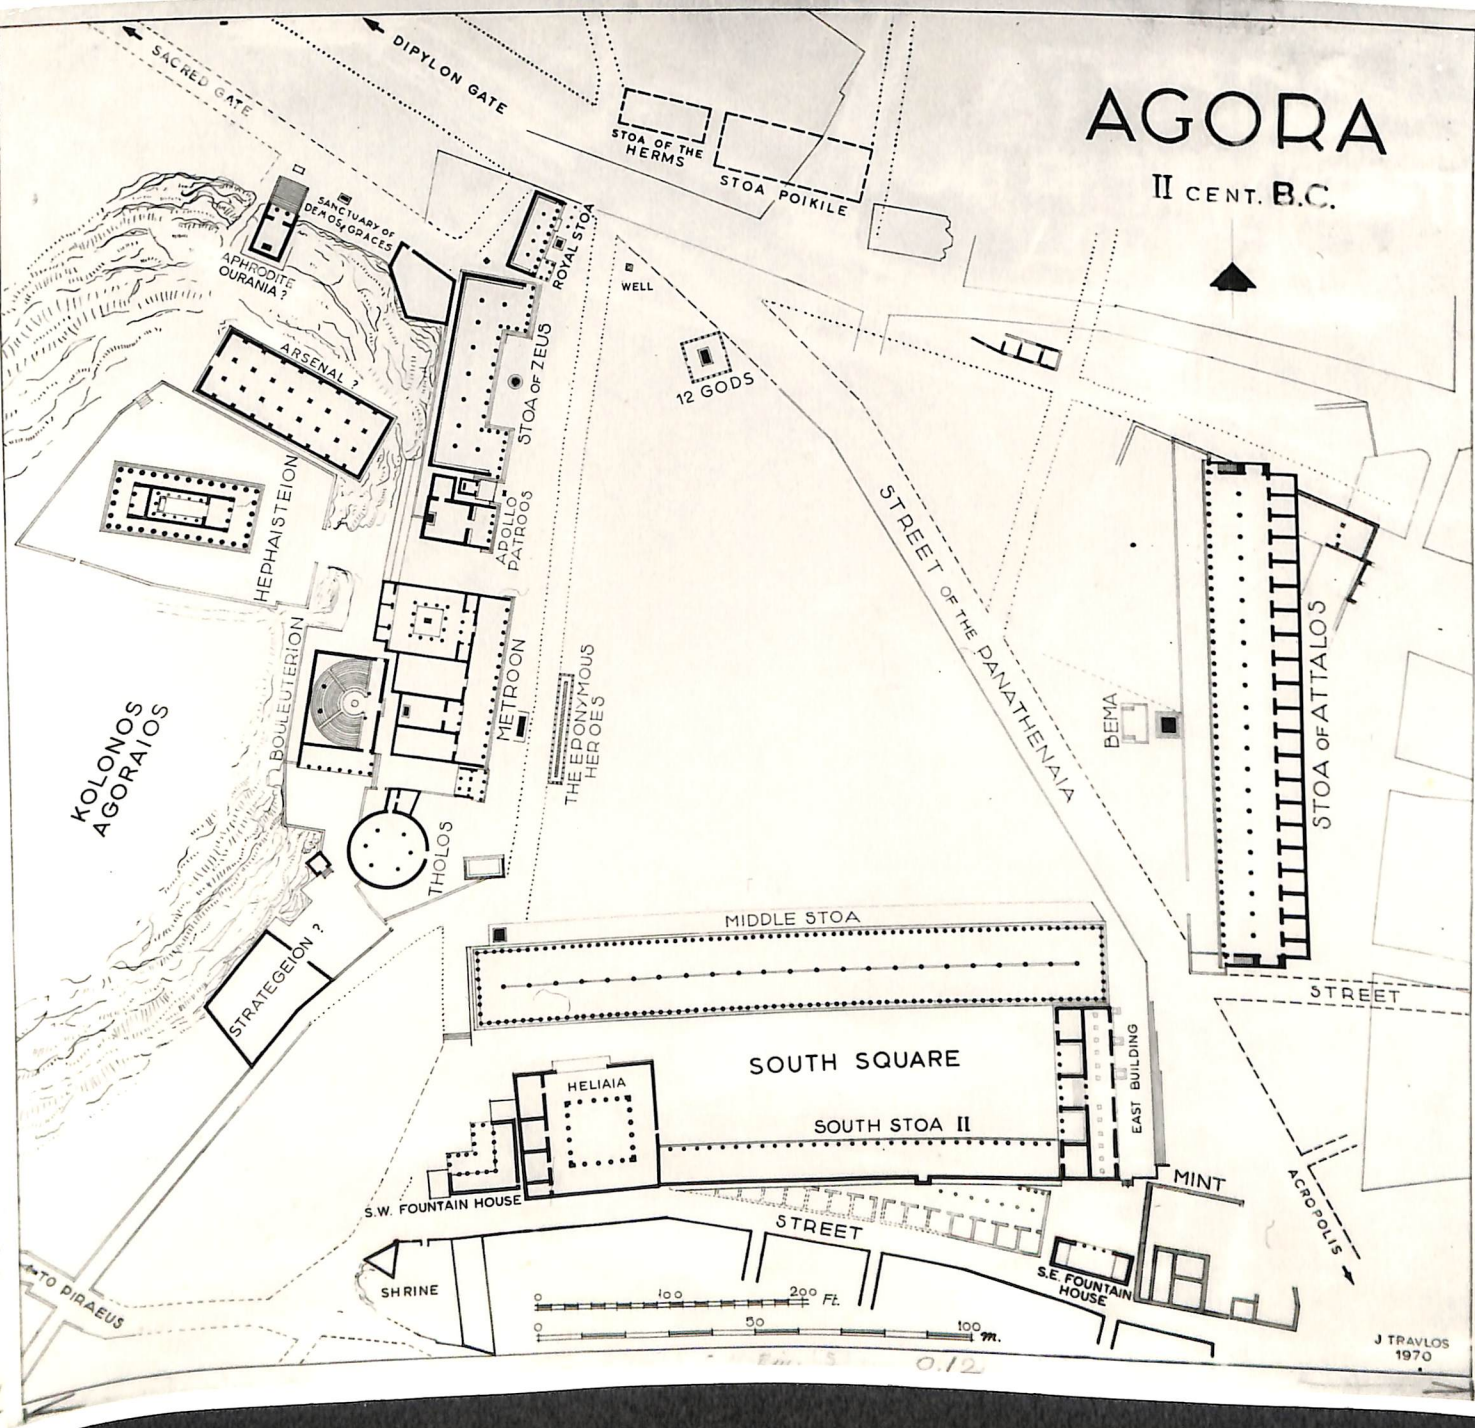 AGORA
II CENT. B.C.
SACRED GATE
DIPYLON GATE
STOA OF THE
HERMS
STOA POIKILE
SANCTUARY OF
DEMOS & GRACES
APHRODITE
OURANIA ?
ROYAL STOA
WELL
ARSENAL ?
STOA OF ZEUS
12 GODS
HEPHAISTEION
APOLLO
PATROOS
STREET OF THE PANATHENAIA
BOULEUTERION
METROON
THE EPONYMOUS
HEROES
KOLONOS
AGORAIOS
BEMA
STOA OF ATTALOS
THOLOS
MIDDLE STOA
STRATEGEION ?
STREET
SOUTH SQUARE
HELIAIA
SOUTH STOA II
EAST BUILDING
MINT
S.W. FOUNTAIN HOUSE
STREET
ACROPOLIS
SHRINE
S.E. FOUNTAIN
HOUSE
TO PIRAEUS
0 100 200 Ft.
0 50 100 m.
J TRAVLOS
1970
0.12